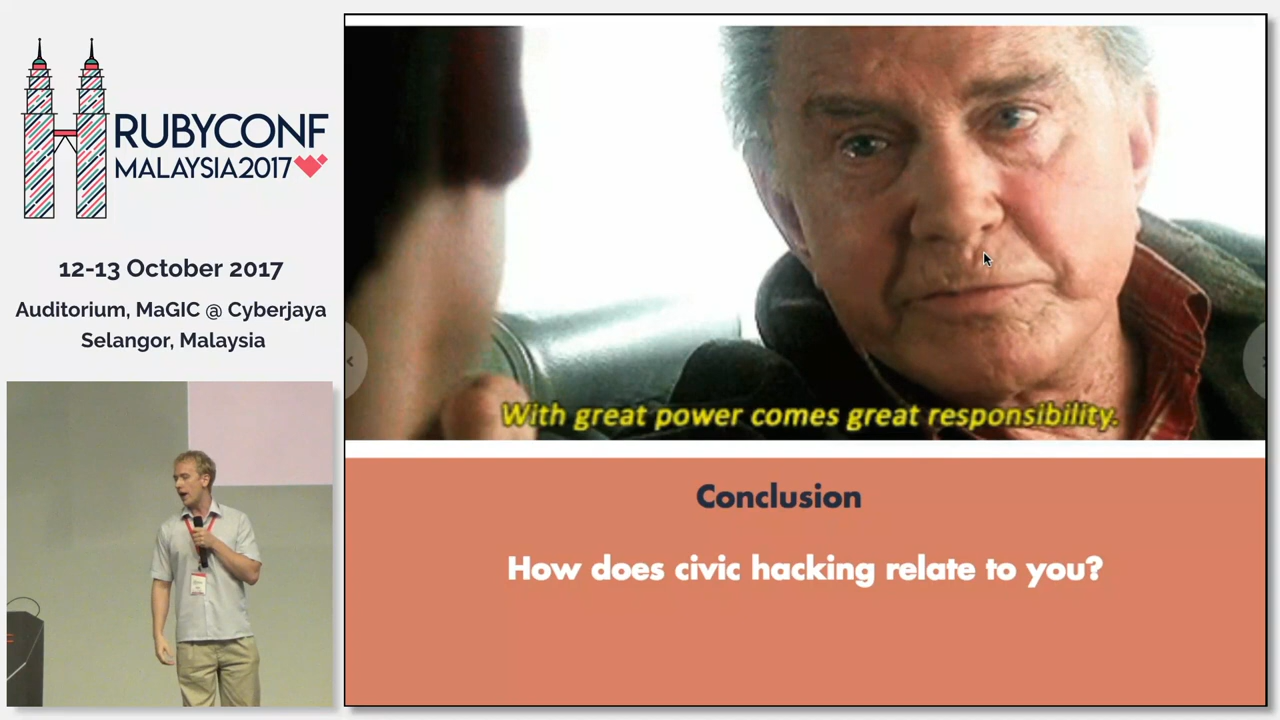 RUBYCONF
MALAYSIA2017
12-13 October 2017
Auditorium, MaGIC @ Cyberjaya
Selangor, Malaysia
With great power comes great responsibility.
Conclusion
How does civic hacking relate to you?